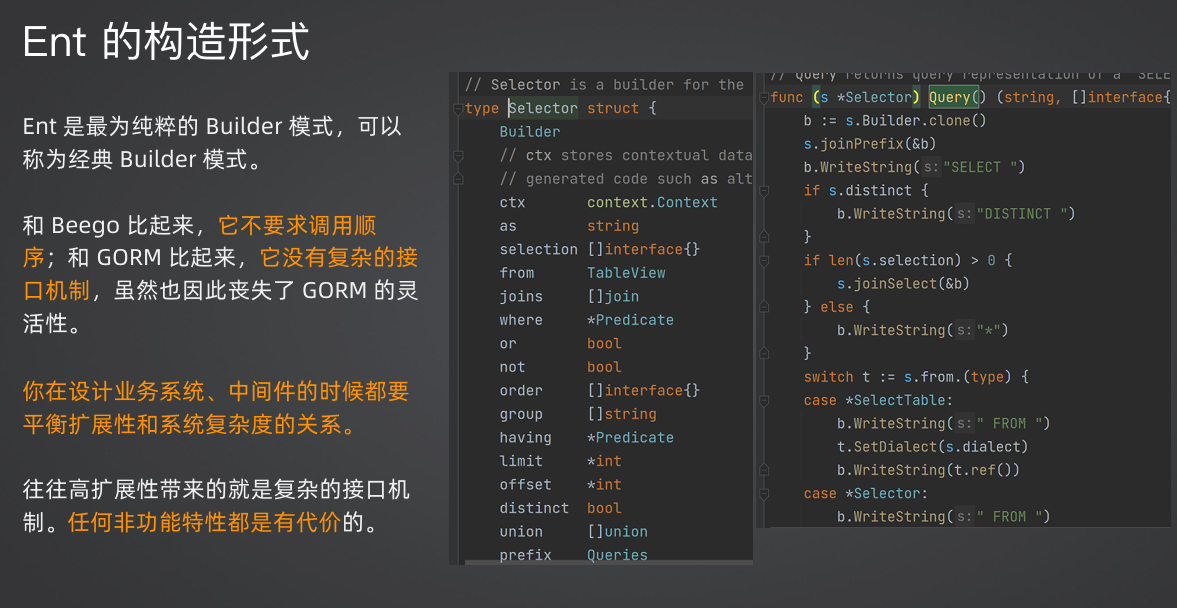 Ent 的构造形式
Ent 是最为纯粹的 Builder 模式，可以
称为经典 Builder 模式。
和 Beego 比起来，它不要求调用顺
序；和 GORM 比起来，它没有复杂的接
口机制，虽然也因此丧失了 GORM 的灵
活性。
你在设计业务系统、中间件的时候都要
平衡扩展性和系统复杂度的关系。
往往高扩展性带来的就是复杂的接口机
制。任何非功能特性都是有代价的。
// Selector is a builder for the
type Selector struct {
Builder
// ctx stores contextual data
// generated code such as alt
ctx context.Context
as string
selection []interface{}
from TableView
joins []join
where *Predicate
or bool
not bool
order []interface{}
group []string
having *Predicate
limit *int
offset *int
distinct bool
union []union
prefix Queries
// Query returns query representation of a `SELE
func (s *Selector) Query() (string, []interface{
b := s.Builder.clone()
s.joinPrefix(&b)
b.WriteString( s: "SELECT ")
if s.distinct {
b.WriteString( s: "DISTINCT ")
}
if len(s.selection) > 0 {
s.joinSelect(&b)
} else {
b.WriteString( s: "*")
}
switch t := s.from.(type) {
case *SelectTable:
b.WriteString( s: " FROM ")
t.SetDialect(s.dialect)
b.WriteString(t.ref())
case *Selector:
b.WriteString( s: " FROM ")